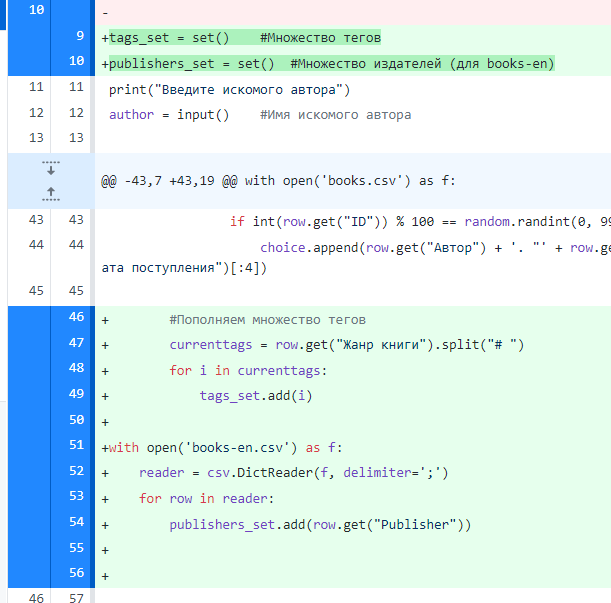 10 -
9 +tags_set = set()    #Множество тегов
10 +publishers_set = set()  #Множество издателей (для books-en)
11 11 print("Введите искомого автора")
12 12 author = input()    #Имя искомого автора
13 13
@@ -43,7 +43,19 @@ with open('books.csv') as f:
43 43 if int(row.get("ID")) % 100 == random.randint(0, 99
44 44 choice.append(row.get("Автор") + '. "' + row.ge
ата поступления")[:4])
45 45
46 +        #Пополняем множество тегов
47 +        currenttags = row.get("Жанр книги").split("# ")
48 +        for i in currenttags:
49 +            tags_set.add(i)
50 +
51 +with open('books-en.csv') as f:
52 +    reader = csv.DictReader(f, delimiter=';')
53 +    for row in reader:
54 +        publishers_set.add(row.get("Publisher"))
55 +
56 +
46 57